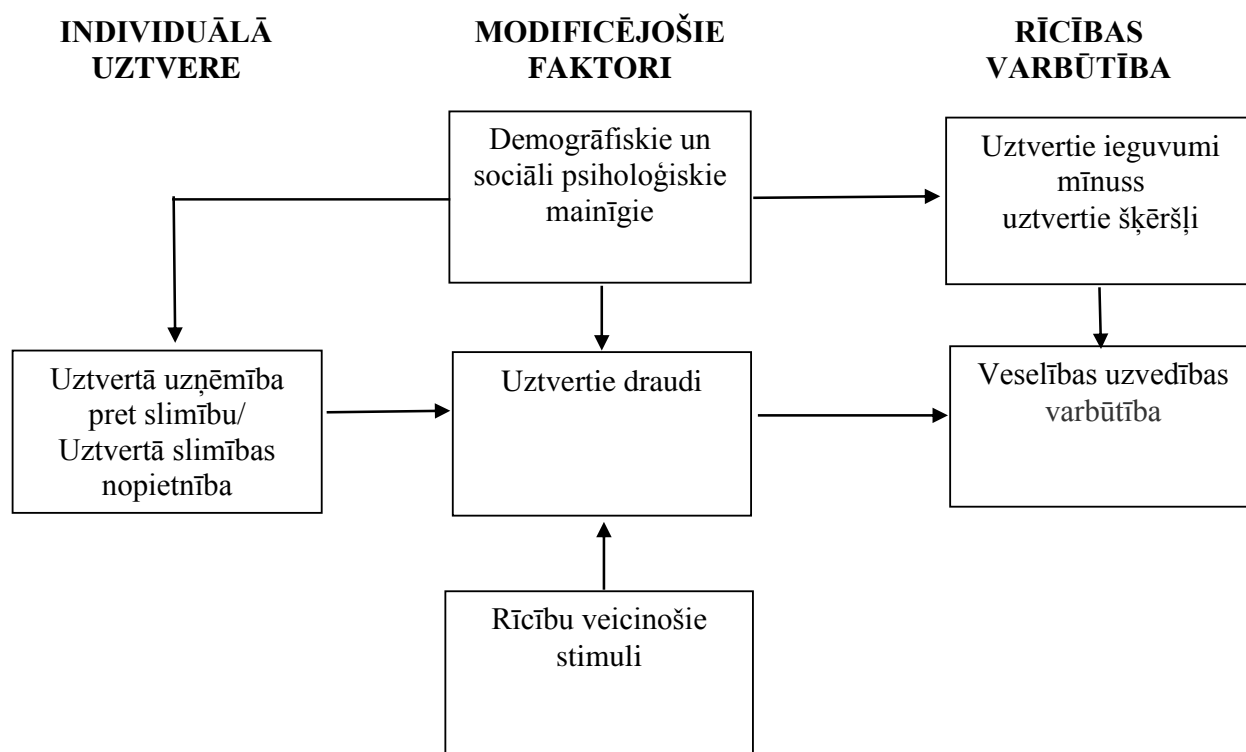 INDIVIDUĀLĀ
UZTVERE
MODIFICĒJOŠIE
FAKTORI
RĪCĪBAS
VARBŪTĪBA
Demogrāfiskie un
sociāli psiholoģiskie
mainīgie
Uztvertie ieguvumi
mīnuss
uztvertie šķēršļi
Uztvertā uzņēmība
pret slimību/
Uztvertā slimības
nopietnība
Uztvertie draudi
Veselības uzvedības
varbūtība
Rīcību veicinošie
stimuli